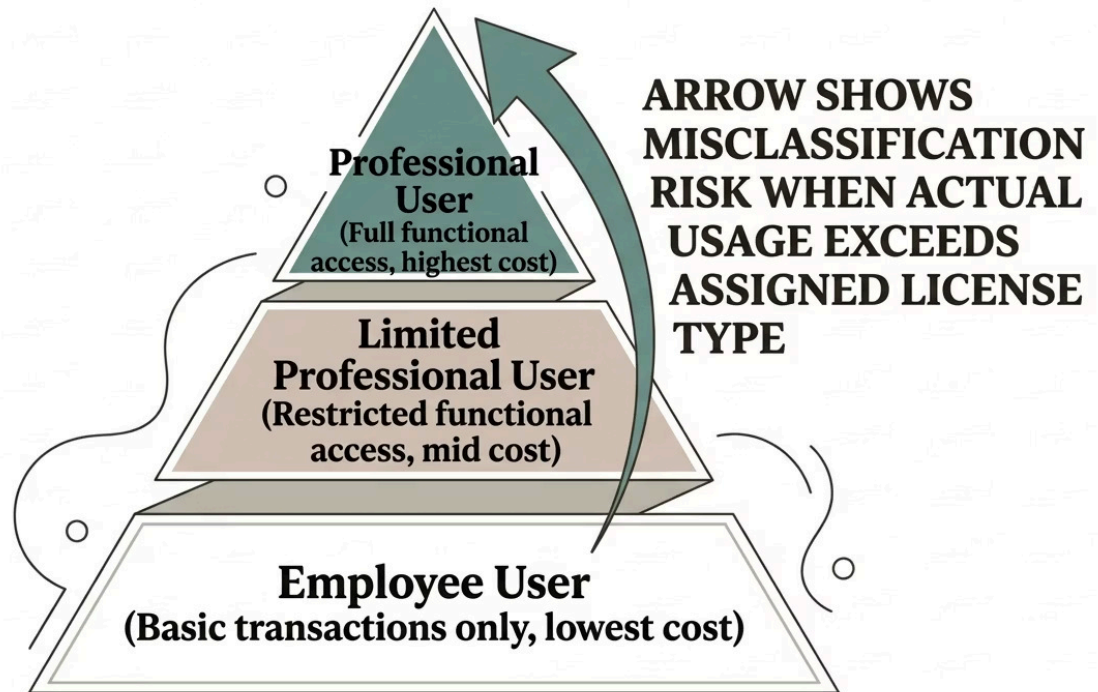 Professional
User
(Full functional
access, highest cost)
Limited
Professional User
(Restricted functional
access, mid cost)
Employee User
(Basic transactions only, lowest cost)
ARROW SHOWS
MISCLASSIFICATION
RISK WHEN ACTUAL
USAGE EXCEEDS
ASSIGNED LICENSE
TYPE